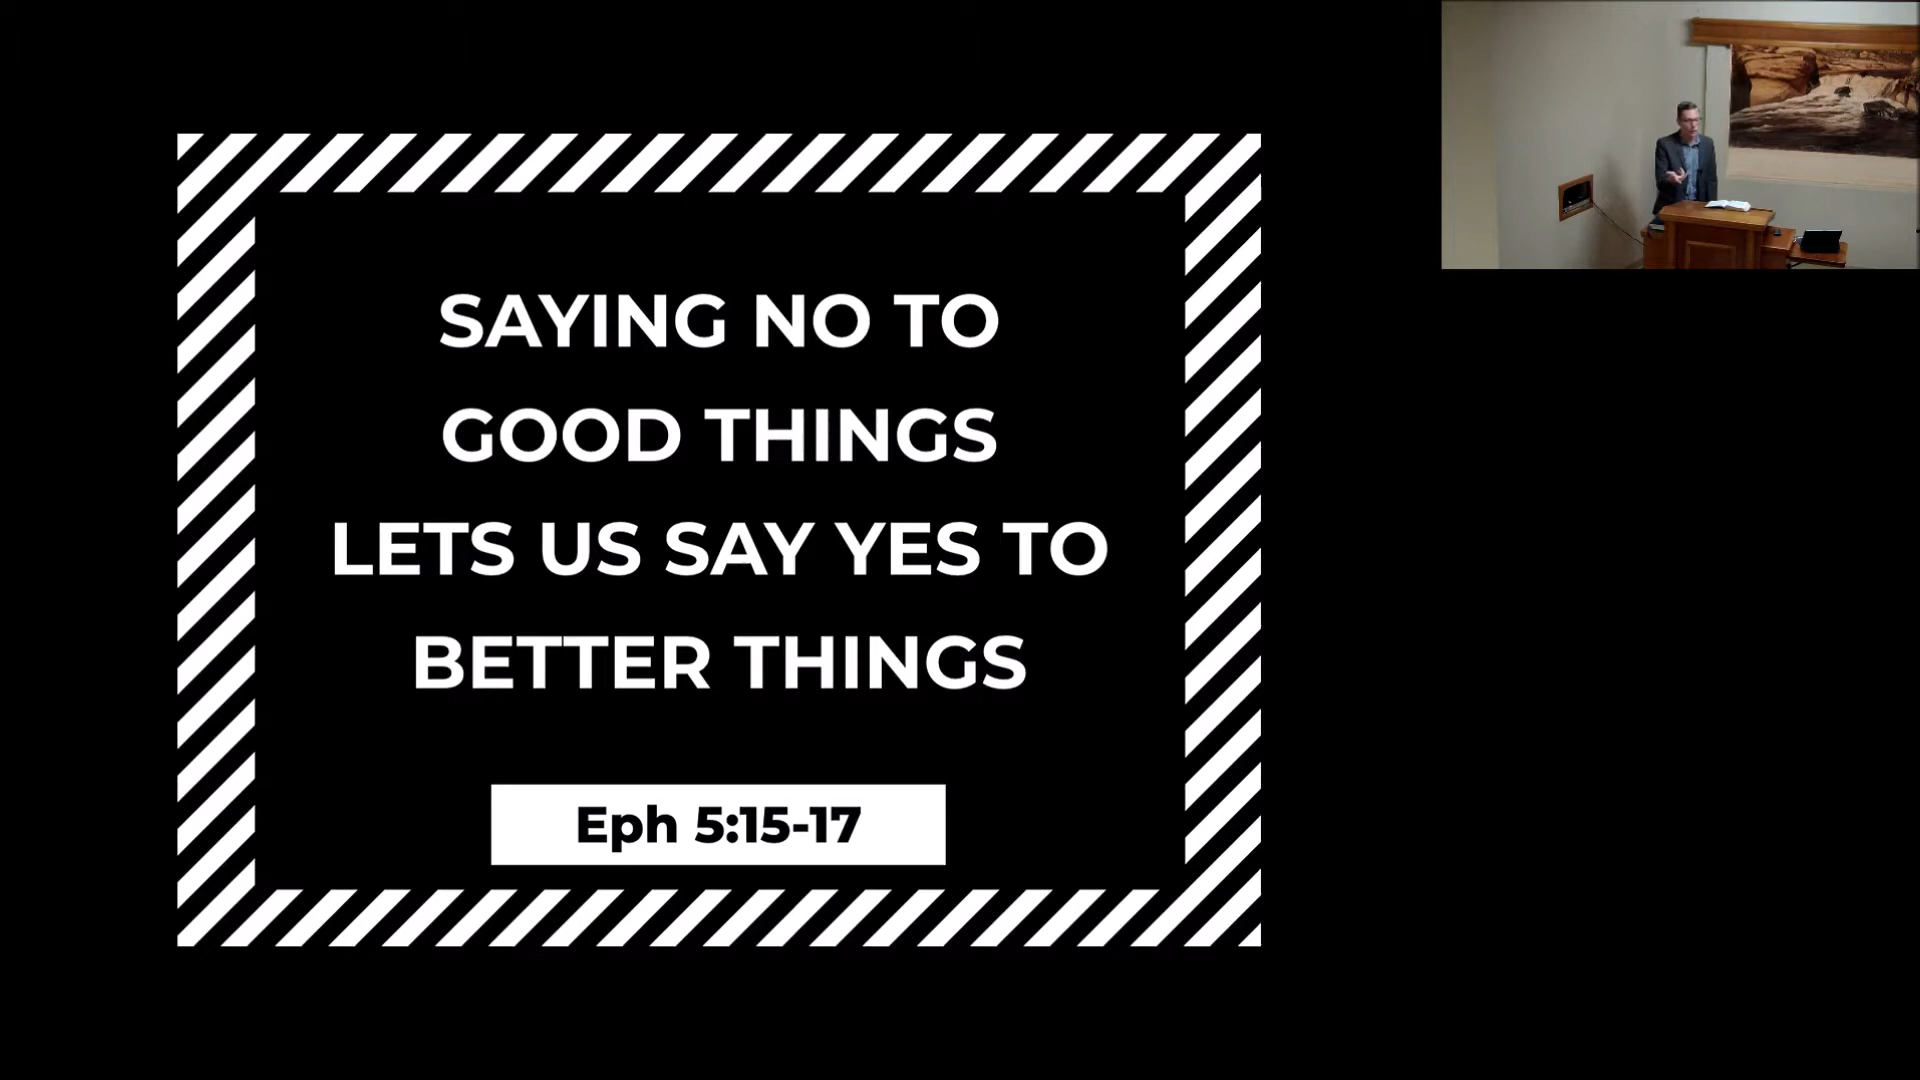 SAYING NO TO
GOOD THINGS
LETS US SAY YES TO
BETTER THINGS
Eph 5:15-17